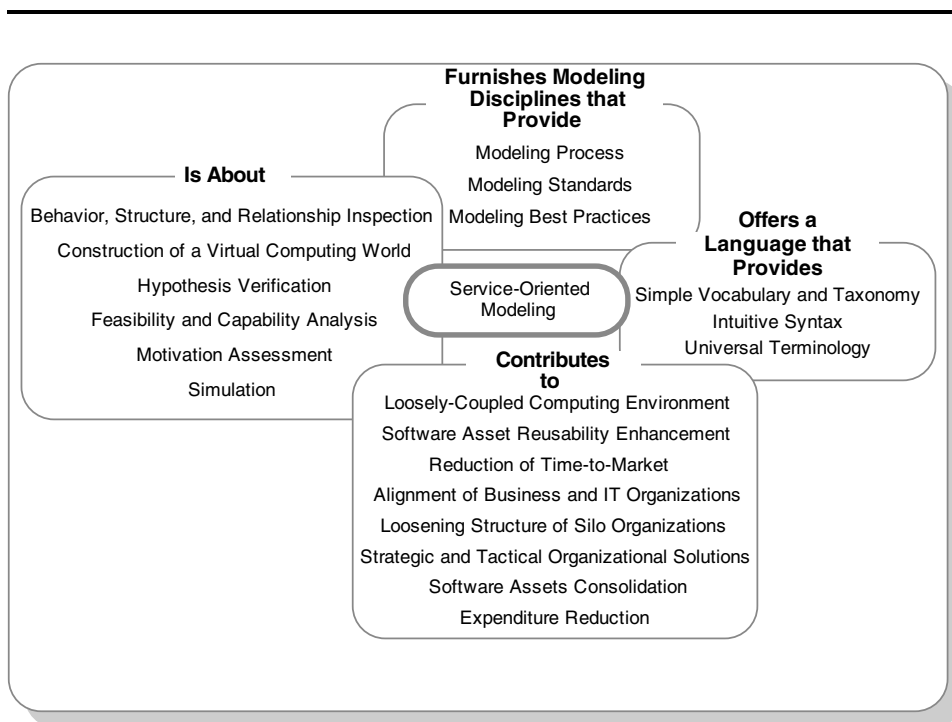 Furnishes Modeling
Disciplines that
Provide
Modeling Process
Modeling Standards
Modeling Best Practices
Is About
Behavior, Structure, and Relationship Inspection
Construction of a Virtual Computing World
Hypothesis Verification
Feasibility and Capability Analysis
Motivation Assessment
Simulation
Service-Oriented
Modeling
Offers a
Language that
Provides
Simple Vocabulary and Taxonomy
Intuitive Syntax
Universal Terminology
Contributes
to
Loosely-Coupled Computing Environment
Software Asset Reusability Enhancement
Reduction of Time-to-Market
Alignment of Business and IT Organizations
Loosening Structure of Silo Organizations
Strategic and Tactical Organizational Solutions
Software Assets Consolidation
Expenditure Reduction